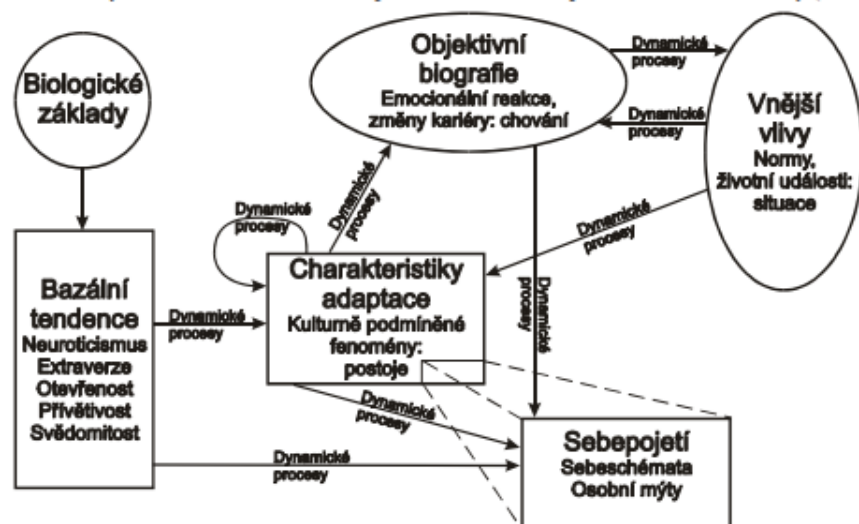 Biologické
základy
Objektivní
biografie
Emocionální reakce,
změny kariéry: chování
Dynamické
procesy
Dynamické
procesy
Vnější
vlivy
Normy,
životní události:
situace
Dynamické
procesy
Dynamické
procesy
Dynamické
procesy
Bazální
tendence
Neuroticismus
Extraverze
Otevřenost
Přívětivost
Svědomitost
Dynamické
procesy
Charakteristiky
adaptace
Kulturně podmíněné
fenomény:
postoje
Dynamické
procesy
Dynamické
procesy
Dynamické
procesy
Sebepojetí
Sebeschémata
Osobní mýty